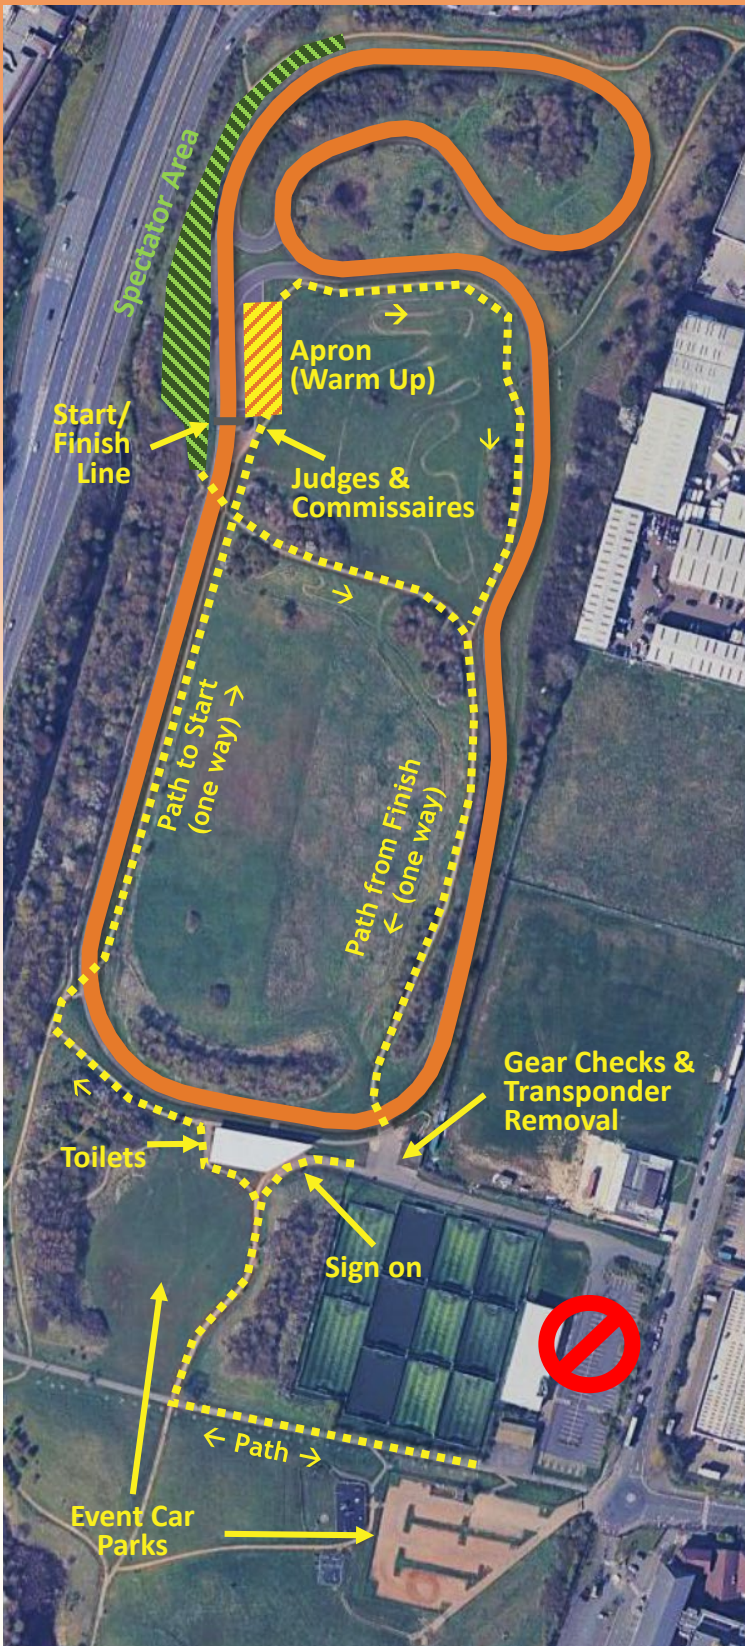 Spectator Area
Apron
(Warm Up)
→
Start/
Finish
Line
←
Judges &
Commissaires
→
Path to Start
(one way) →
Path from Finish
← (one way)
Gear Checks &
Transponder
Removal
←
Toilets
Sign on
← Path →
Event Car
Parks